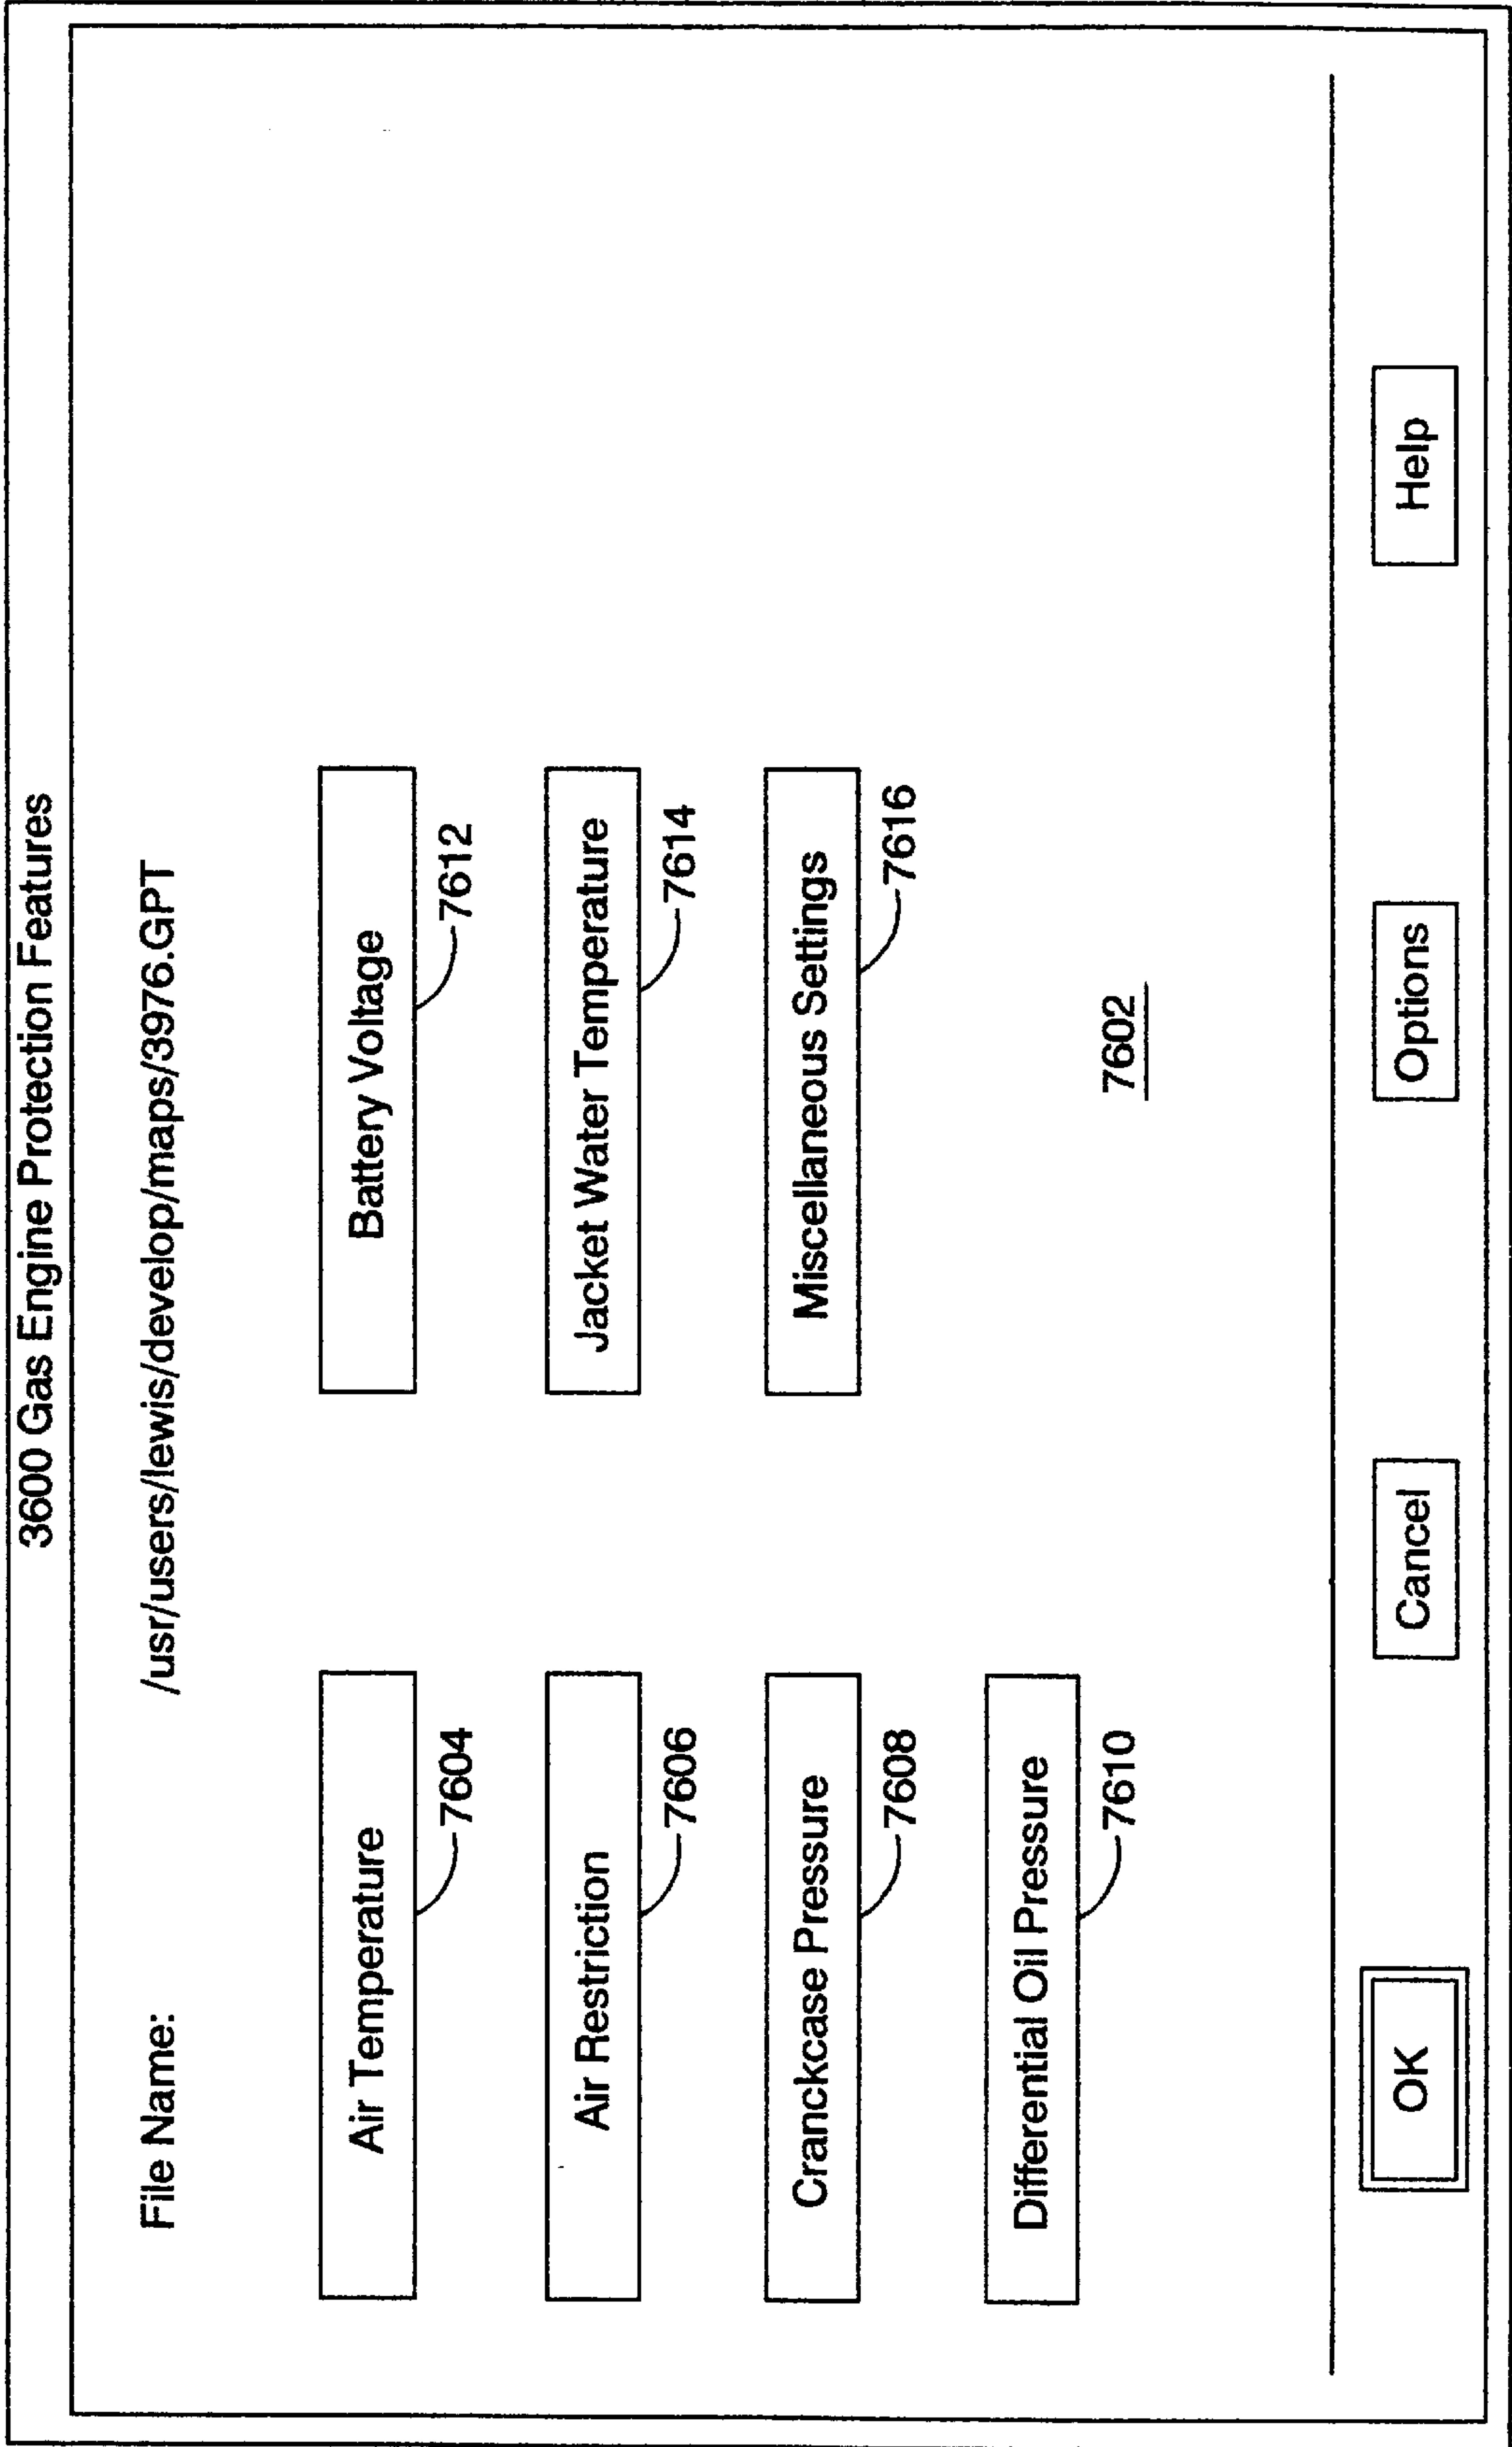 3600 Gas Engine Protection Features
File Name: /usr/users/lewis/develop/maps/3976.GPT
Air Temperature Battery Voltage
7604 7612
Air Restriction Jacket Water Temperature
7606 7614
Cranckcase Pressure Miscellaneous Settings
7608 7616
Differential Oil Pressure
7610 7602
OK Cancel Options Help